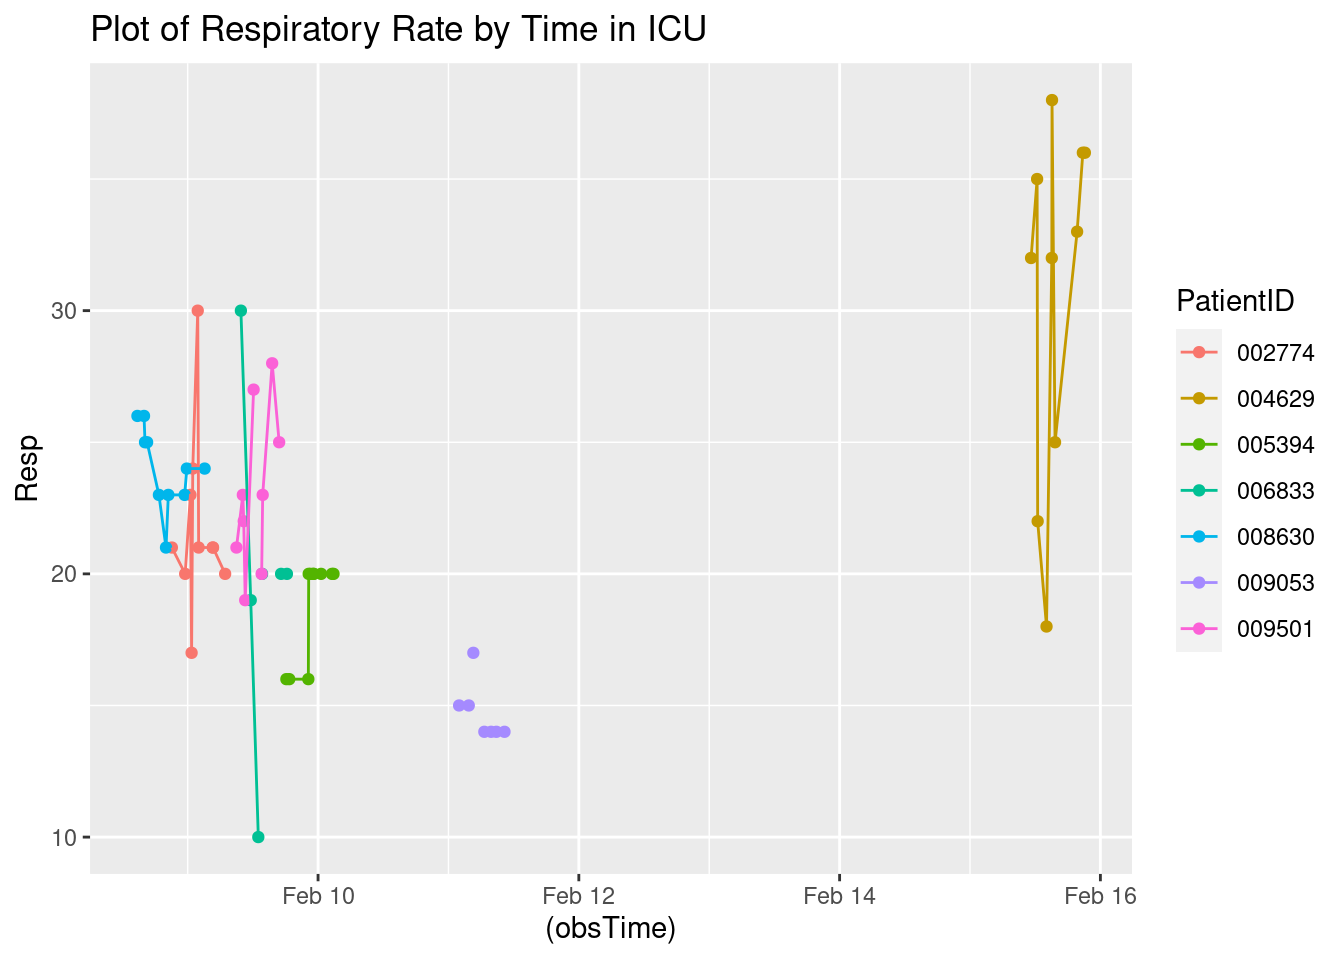 Plot of Respiratory Rate by Time in ICU
Resp
30
20
10
Feb 10
Feb 12
Feb 14
Feb 16
(obsTime)
PatientID
002774
004629
005394
006833
008630
009053
009501